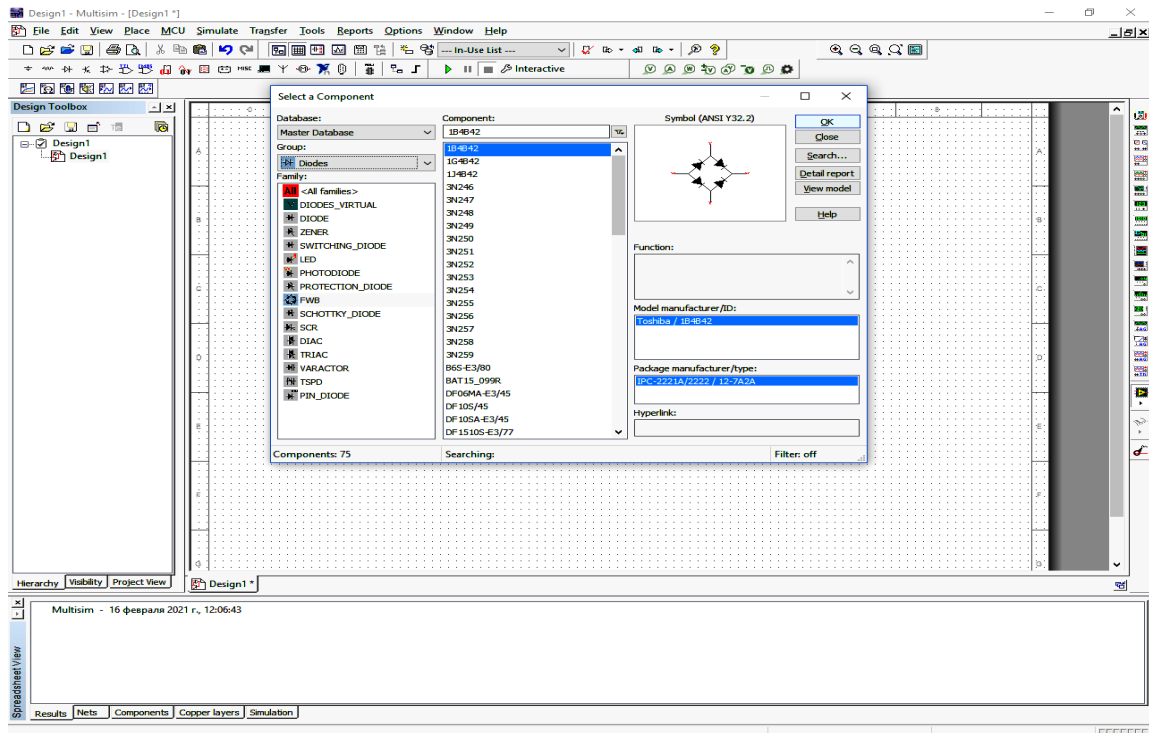 Design1 - Multisim - [Design1 *]
File Edit View Place MCU Simulate Transfer Tools Reports Options Window Help
--- In-Use List ---
Interactive
Design Toolbox
Design1
Design1
Hierarchy Visibility Project View
Select a Component
Database:
Master Database
Group:
Diodes
Family:
All <All families>
DIODES_VIRTUAL
DIODE
ZENER
SWITCHING_DIODE
LED
PHOTODIODE
PROTECTION_DIODE
FWB
SCHOTTKY_DIODE
SCR
DIAC
TRIAC
VARACTOR
TSPD
PIN_DIODE
Component:
1B4B42
1B4B42
1G4B42
1J4B42
3N246
3N247
3N248
3N249
3N250
3N251
3N252
3N253
3N254
3N255
3N256
3N257
3N258
3N259
B6S-E3/80
BAT15_099R
DF06MA-E3/45
DF10S/45
DF10SA-E3/45
DF1510S-E3/77
Symbol (ANSI Y32.2)
Function:
Model manufacturer/ID:
Toshiba / 1B4B42
Package manufacturer/type:
IPC-2221A/2222 / 12-7A2A
Hyperlink:
OK
Close
Search...
Detail report
View model
Help
Components: 75
Searching:
Filter: off
Design1 *
Multisim - 16 февраля 2021 г., 12:06:43
Spreadsheet View
Results Nets Components Copper layers Simulation